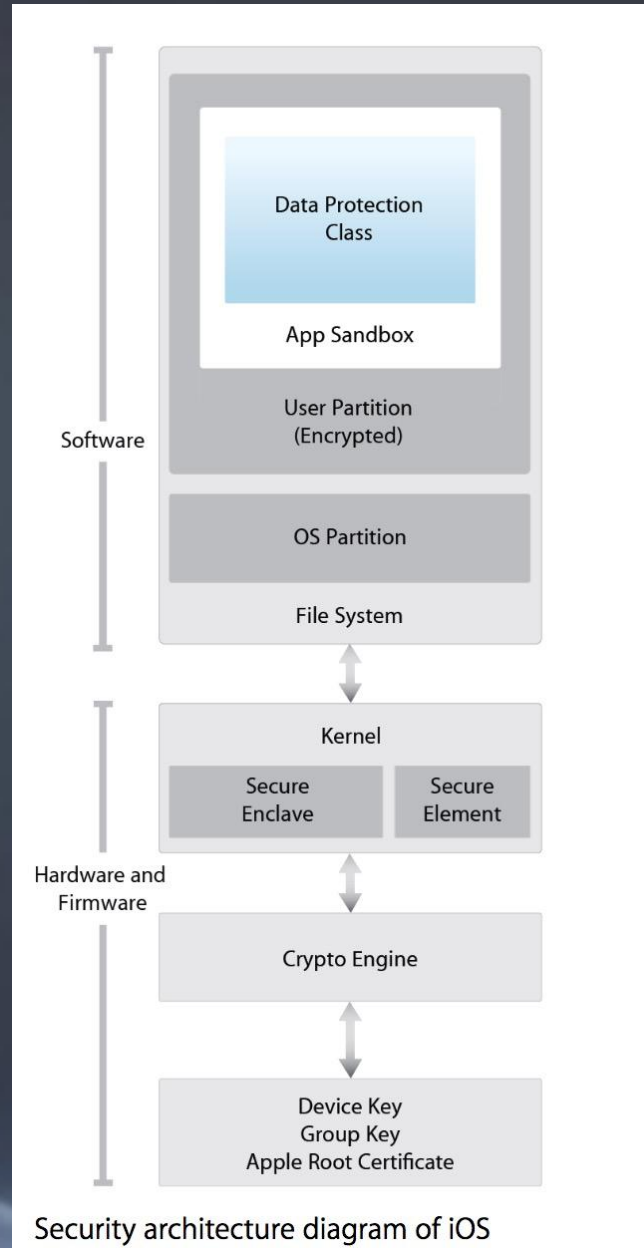 Data Protection
Class
App Sandbox
User Partition
(Encrypted)
Software
OS Partition
File System
Kernel
Secure
Enclave
Secure
Element
Hardware and
Firmware
Crypto Engine
Device Key
Group Key
Apple Root Certificate
Security architecture diagram of iOS